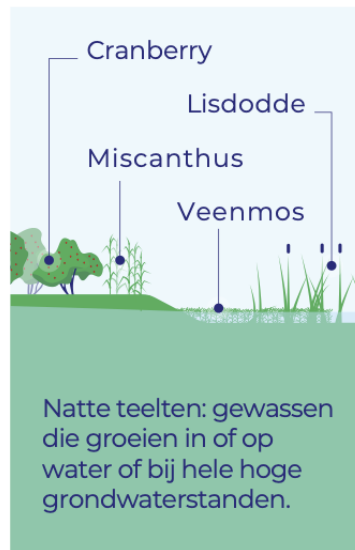 Cranberry
Lisdodde
Miscanthus
Veenmos
Natte teelten: gewassen
die groeien in of op
water of bij hele hoge
grondwaterstanden.